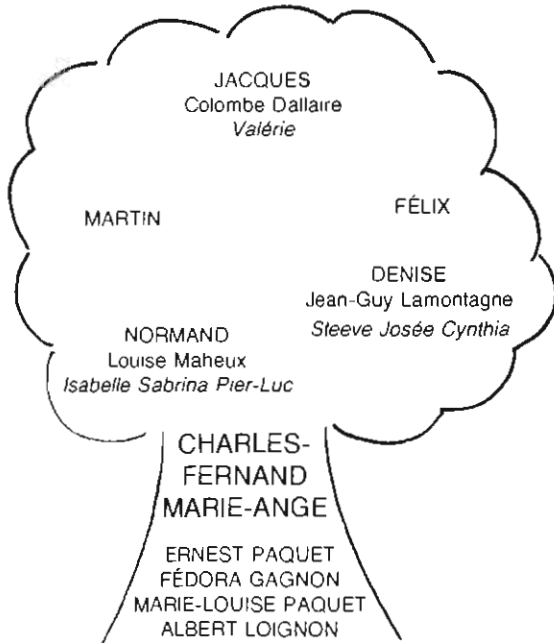 JACQUES
Colombe Dallaire
Valérie
MARTIN
FÉLIX
DENISE
Jean-Guy Lamontagne
Steeve Josée Cynthia
NORMAND
Louise Maheux
Isabelle Sabrina Pier-Luc
CHARLES-
FERNAND
MARIE-ANGE
ERNEST PAQUET
FÉDORA GAGNON
MARIE-LOUISE PAQUET
ALBERT LOIGNON